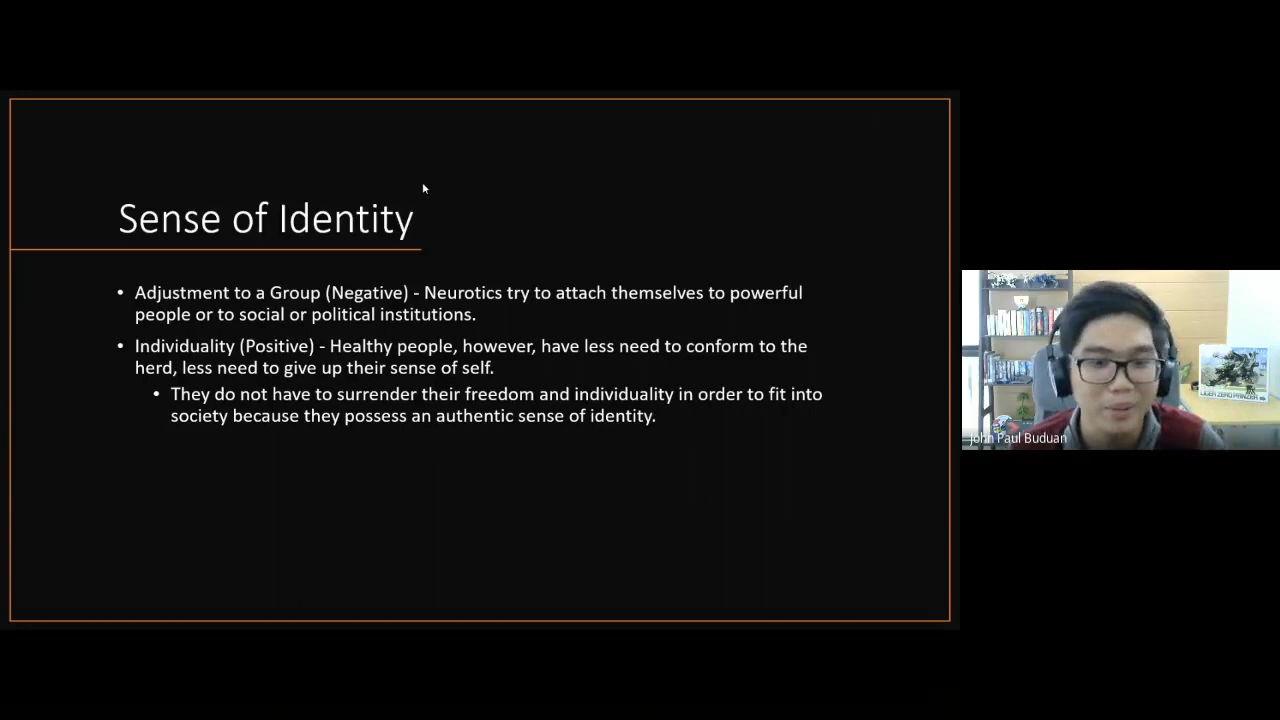 Sense of Identity
• Adjustment to a Group (Negative) - Neurotics try to attach themselves to powerful
people or to social or political institutions.
• Individuality (Positive) - Healthy people, however, have less need to conform to the
herd, less need to give up their sense of self.
• They do not have to surrender their freedom and individuality in order to fit into
society because they possess an authentic sense of identity.
LIGER ZERO PANZER
John Paul Buduan